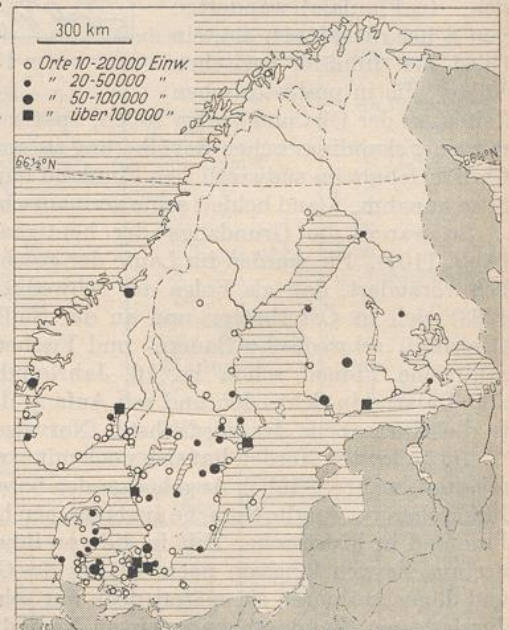 300 km
Orte 10-20000 Einw.
" 20-50000 "
" 50-100000 "
" über 100000 "
66½°N
66½°N
60°